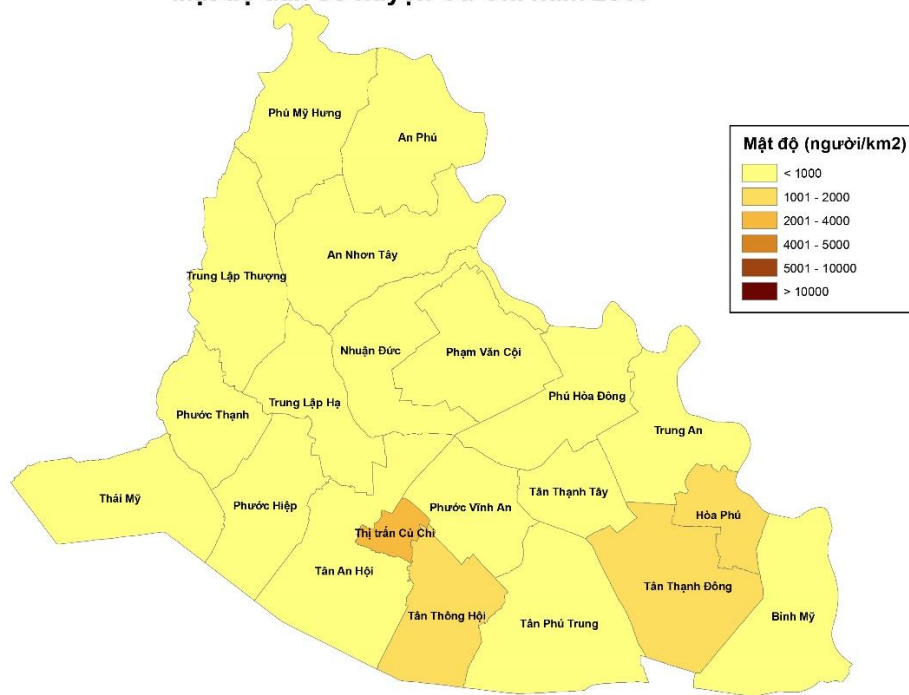 Phú Mỹ Hưng
An Phú
Mật độ (người/km2)
< 1000
1001 - 2000
2001 - 4000
4001 - 5000
5001 - 10000
> 10000
An Nhơn Tây
Trung Lập Thượng
Nhuận Đức
Phạm Văn Cội
Phú Hòa Đông
Trung Lập Hạ
Phước Thạnh
Trung An
Tân Thạnh Tây
Thái Mỹ
Phước Hiệp
Phước Vĩnh An
Hòa Phú
Thị trấn Củ Chi
Tân An Hội
Tân Thạnh Đông
Tân Thông Hội
Tân Phú Trung
Bình Mỹ